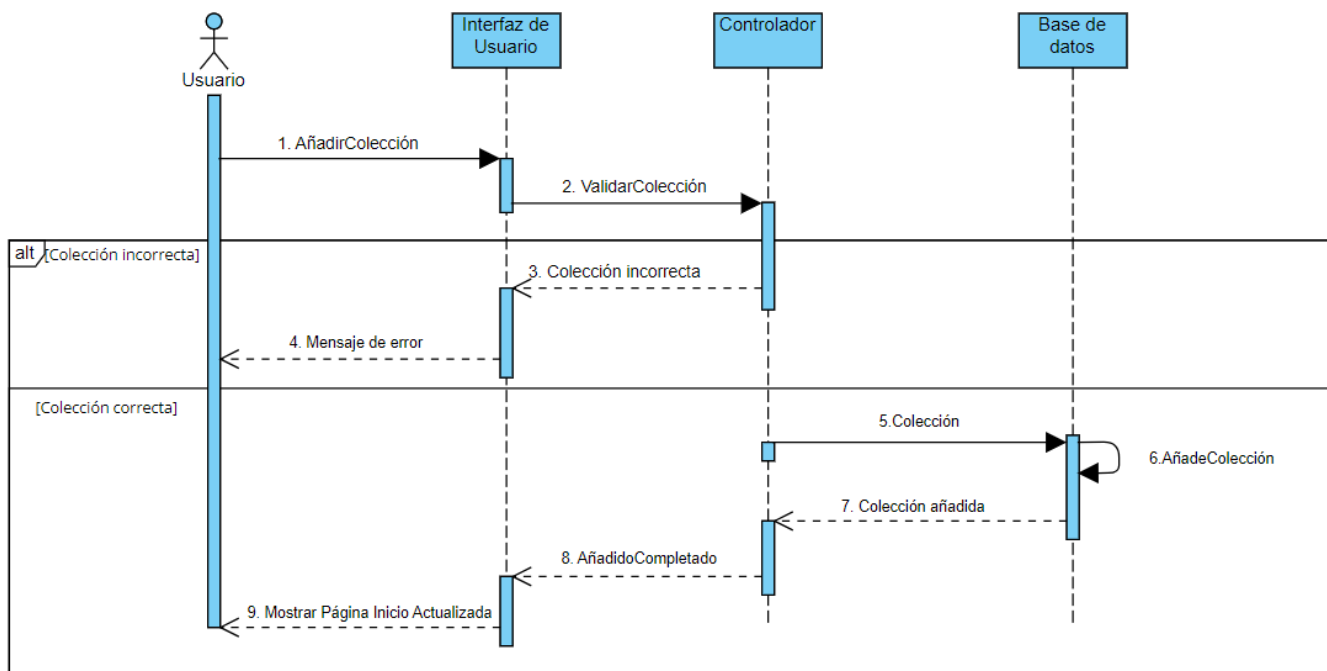 Usuario
Interfaz de
Usuario
Controlador
Base de
datos
1. AñadirColección
2. ValidarColección
alt
[Colección incorrecta]
3. Colección incorrecta
4. Mensaje de error
[Colección correcta]
5.Colección
6.AñadeColección
7. Colección añadida
8. AñadidoCompletado
9. Mostrar Página Inicio Actualizada